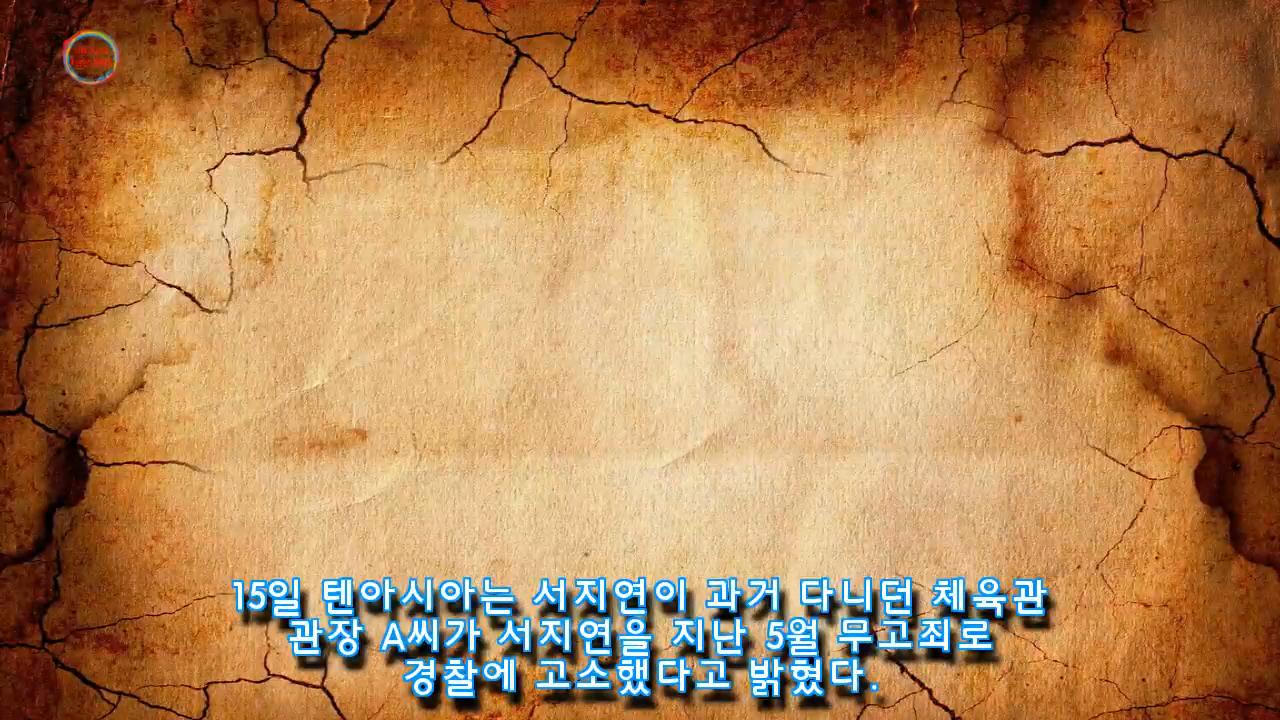 15일 텐아시아는 서지연이 과거 다니던 체육관
관장 A씨가 서지연을 지난 5월 무고죄로
경찰에 고소했다고 밝혔다.